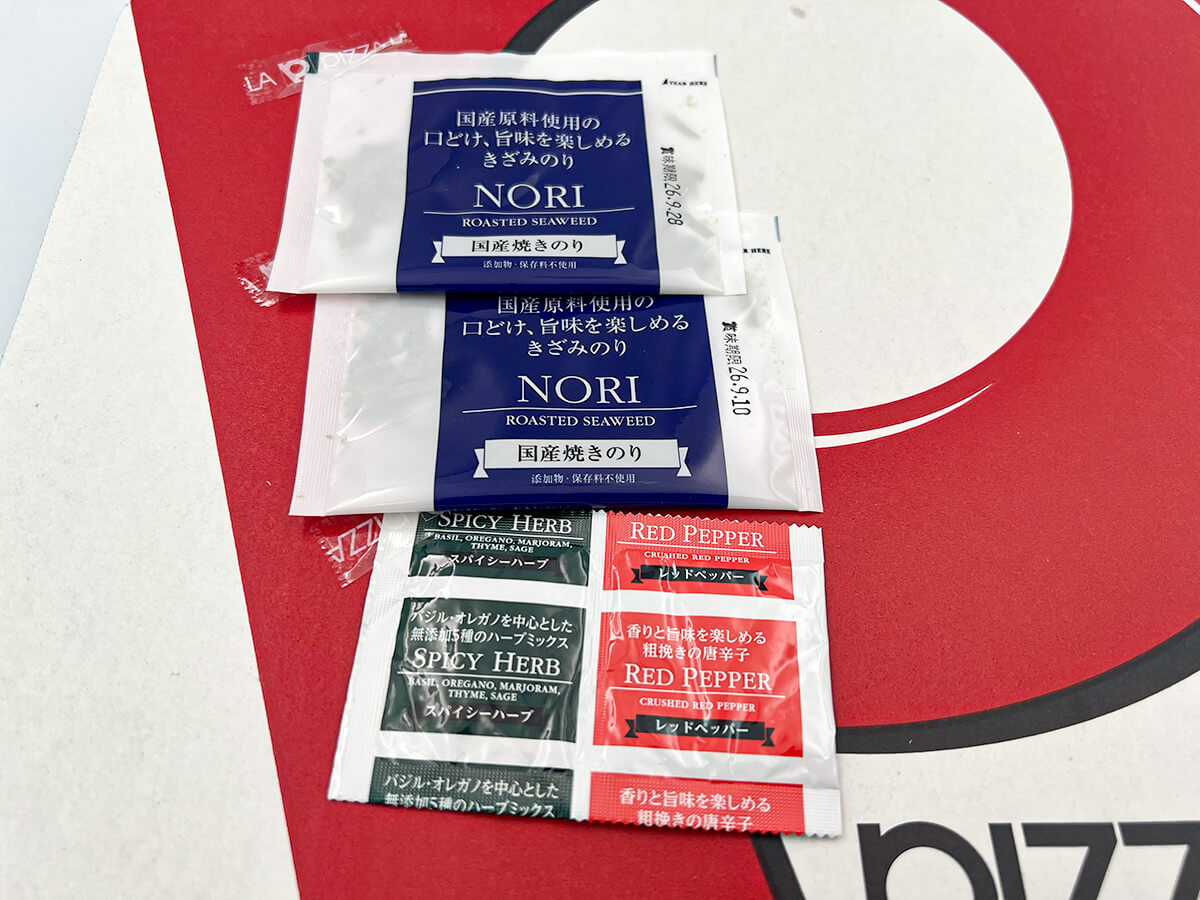 LA PIZZA
TEAR HERE
国産原料使用の
口どけ、旨味を楽しめる
きざみのり
NORI
ROASTED SEAWEED
国産焼きのり
添加物・保存料不使用
賞味期限26.9.28
国産原料使用の
口どけ、旨味を楽しめる
きざみのり
NORI
ROASTED SEAWEED
国産焼きのり
添加物・保存料不使用
HERE
賞味期限26.9.10
PIZZA
SPICY HERB
BASIL, OREGANO, MARJORAM,
THYME, SAGE
スパイシーハーブ
RED PEPPER
CRUSHED RED PEPPER
レッドペッパー
バジル・オレガノを中心とした
無添加5種のハーブミックス
SPICY HERB
BASIL, OREGANO, MARJORAM,
THYME, SAGE
スパイシーハーブ
香りと旨味を楽しめる
粗挽きの唐辛子
RED PEPPER
CRUSHED RED PEPPER
レッドペッパー
バジル・オレガノを中心とした
無添加5種のハーブミックス
香りと旨味を楽しめる
粗挽きの唐辛子
PIZZ